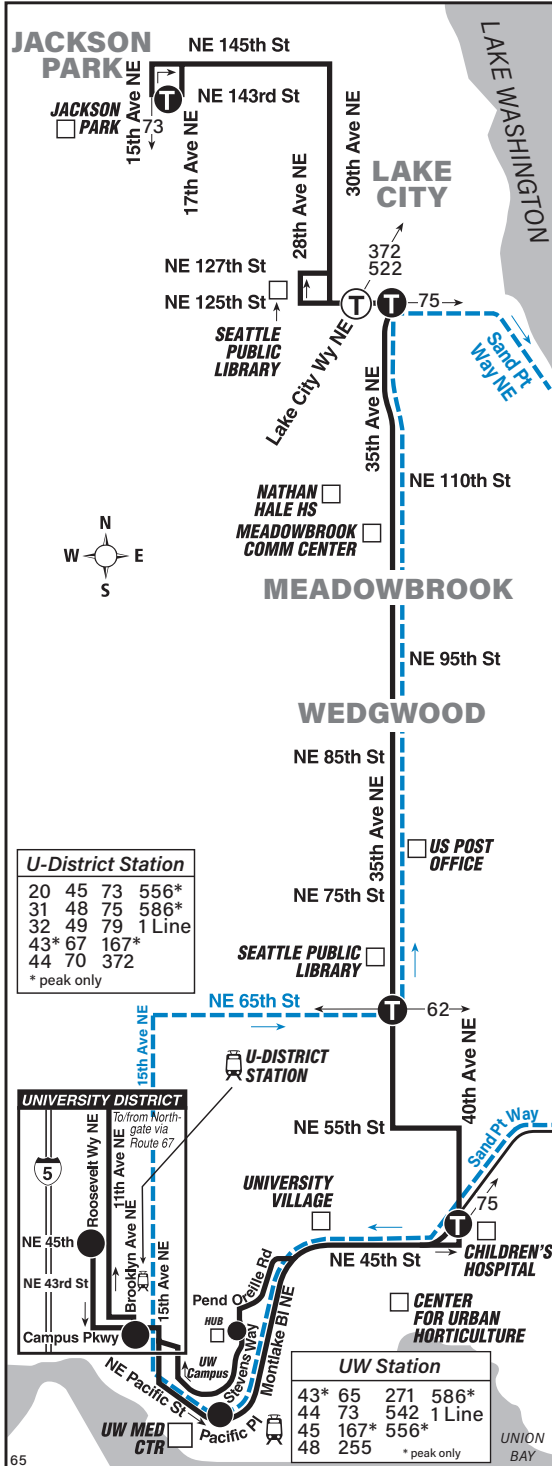 JACKSON
PARK
NE 145th St
LAKE WASHINGTON
T
NE 143rd St
JACKSON
PARK
73
15th Ave NE
17th Ave NE
30th Ave NE
LAKE
CITY
28th Ave NE
372
522
NE 127th St
NE 125th St
T
T
75
SEATTLE
PUBLIC
LIBRARY
Lake City Wy NE
Sand Pt
Way NE
35th Ave NE
NE 110th St
NATHAN
HALE HS
MEADOWBROOK
COMM CENTER
N
W
E
S
MEADOWBROOK
NE 95th St
WEDGWOOD
NE 85th St
35th Ave NE
US POST
OFFICE
NE 75th St
U-District Station
20 45 73 556*
31 48 75 586*
32 49 79 1 Line
43* 67 167*
44 70 372
* peak only
SEATTLE PUBLIC
LIBRARY
NE 65th St
T
62
15th Ave NE
U-DISTRICT
STATION
40th Ave NE
NE 55th St
Sand Pt Way
UNIVERSITY DISTRICT
To/from North-
gate via
Route 67
5
Roosevelt Wy NE
11th Ave NE
Brooklyn Ave NE
15th Ave NE
NE 45th
NE 43rd St
Campus Pkwy
UNIVERSITY
VILLAGE
T
75
NE 45th St
CHILDREN'S
HOSPITAL
Pend Oreille Rd
HUB
UW
Campus
Stevens Way
Montlake Bl NE
CENTER
FOR URBAN
HORTICULTURE
NE Pacific St
Pacific Pl
UW MED
CTR
UW Station
43* 65 271 586*
44 73 542 1 Line
45 167* 556*
48 255
* peak only
UNION
BAY
65